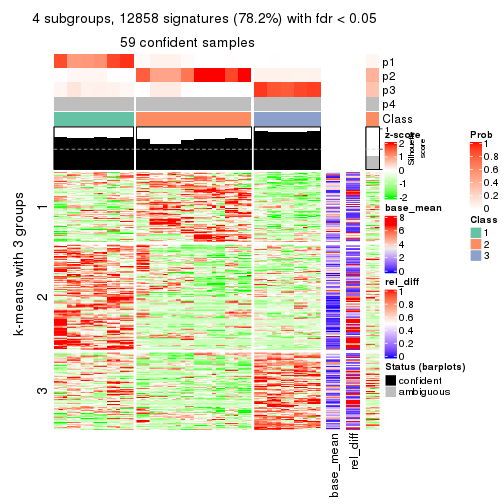 4 subgroups, 12858 signatures (78.2%) with fdr < 0.05
59 confident samples
p1
p2
p3
p4
Class
1
Silhouette
score
z-score
2
1
0
-1
-2
Prob
1
0.8
0.6
0.4
0.2
0
k-means with 3 groups
1
2
3
base_mean
8
6
4
2
0
Class
1
2
3
rel_diff
1
0.8
0.6
0.4
0.2
0
Status (barplots)
confident
ambiguous
base_mean
rel_diff